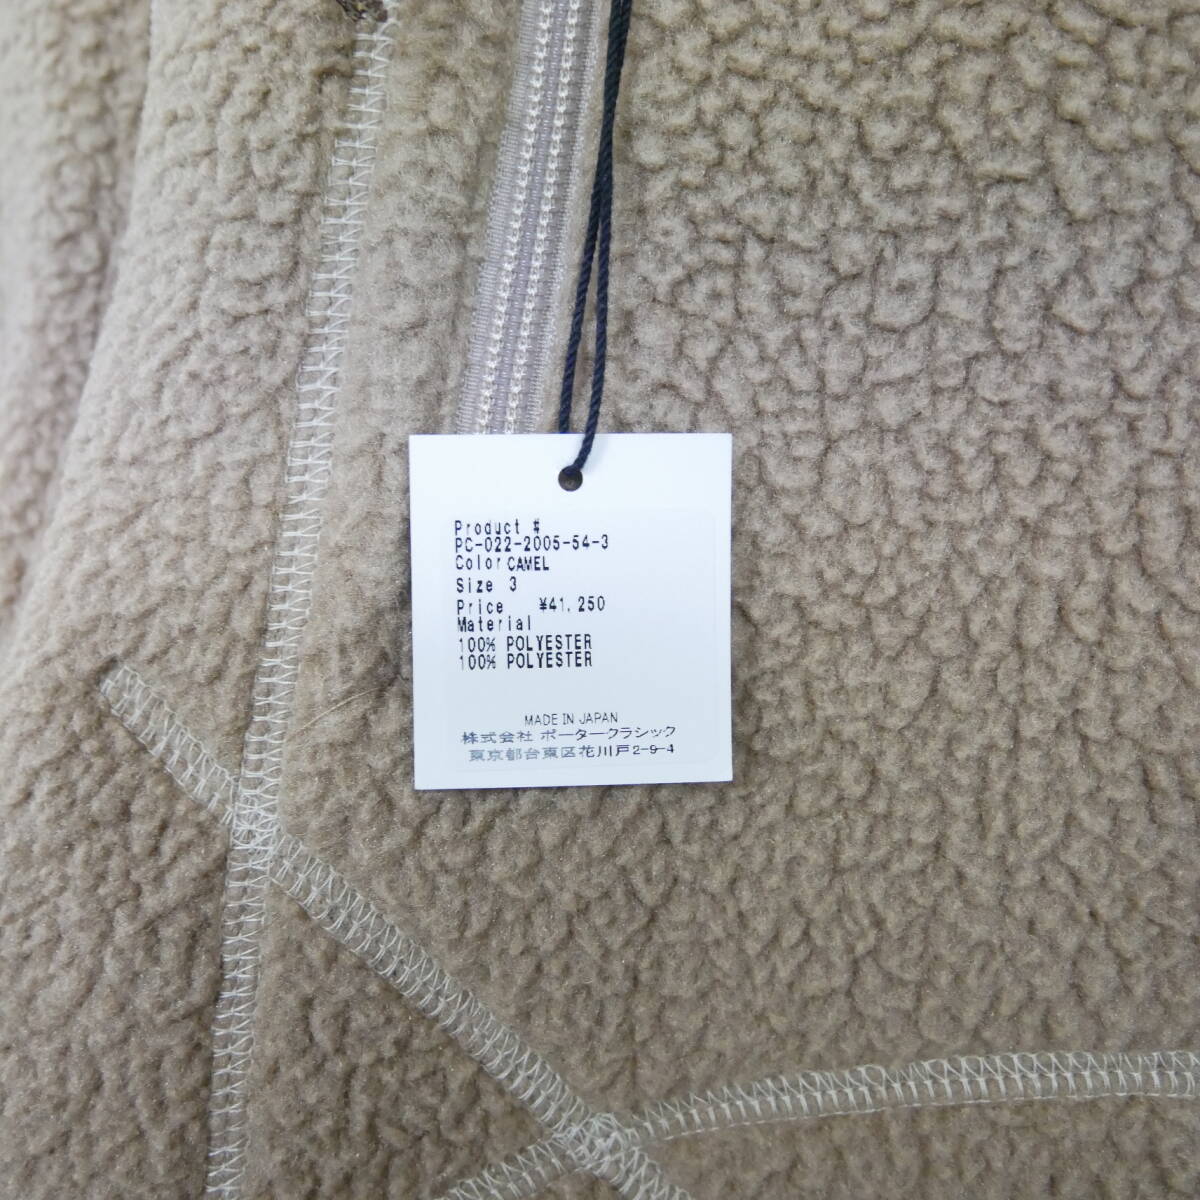 Product #
PC-022-2005-54-3
Color CAMEL
Size 3
Price ¥41,250
Material
100% POLYESTER
100% POLYESTER
MADE IN JAPAN
株式会社 ポータークラシック
東京都台東区花川戸2-9-4